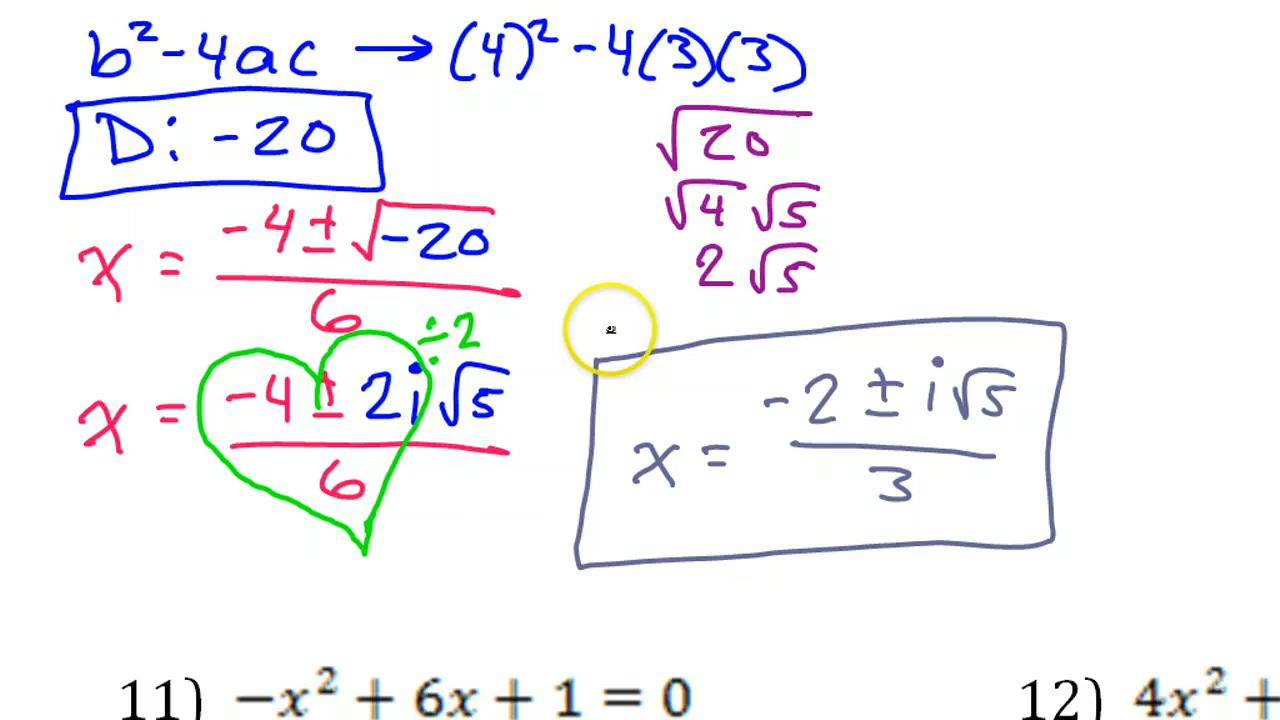 b² - 4ac → (4)² - 4(3)(3)
D: -20
√20
√4 √5
2√5
x = (-4 ± √-20) / 6
÷2
x = (-4 ± 2i√5) / 6
x = (-2 ± i√5) / 3
11) −x² + 6x + 1 = 0
12) 4x² +